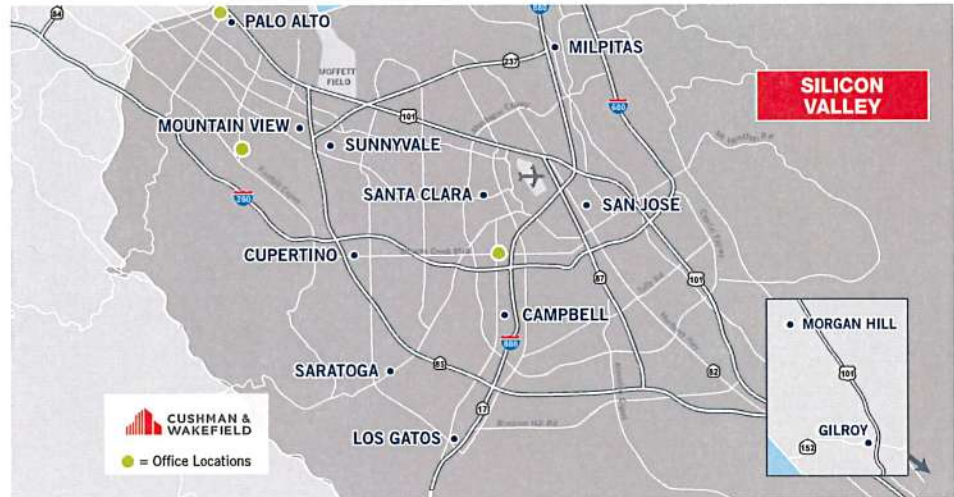 84
PALO ALTO
880
MILPITAS
MOFFETT
FIELD
237
SILICON
VALLEY
680
101
MOUNTAIN VIEW
SUNNYVALE
SANTA CLARA
SAN JOSE
280
CUPERTINO
87
101
CAMPBELL
MORGAN HILL
SARATOGA
85
82
101
CUSHMAN &
WAKEFIELD
17
LOS GATOS
GILROY
152
= Office Locations